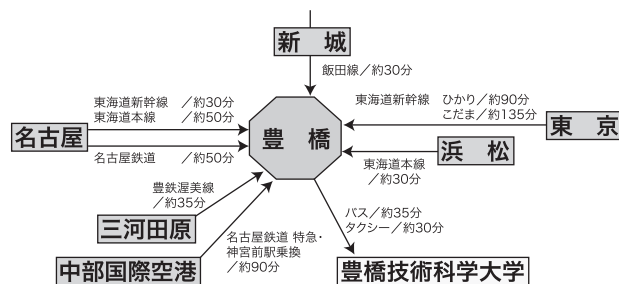 新 城
飯田線/約30分
東海道新幹線 /約30分
東海道本線 /約50分
東海道新幹線 ひかり/約90分
こだま/約135分
名古屋
豊 橋
東 京
浜 松
名古屋鉄道 /約50分
東海道本線
/約30分
豊鉄渥美線
/約35分
三河田原
名古屋鉄道 特急・
神宮前駅乗換
/約90分
バス/約35分
タクシー/約30分
中部国際空港
豊橋技術科学大学